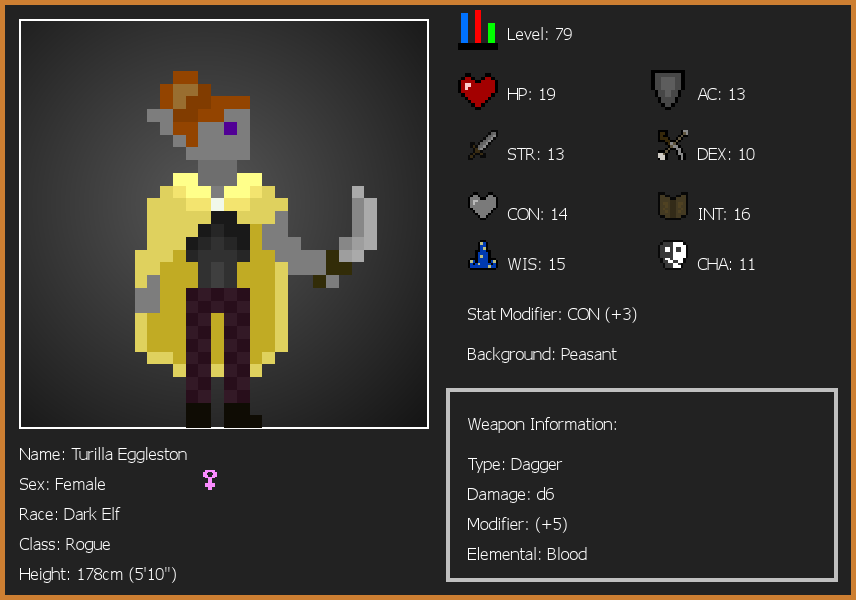 Level: 79
HP: 19
AC: 13
STR: 13
DEX: 10
CON: 14
INT: 16
WIS: 15
CHA: 11
Stat Modifier: CON (+3)
Background: Peasant
Weapon Information:
Type: Dagger
Damage: d6
Modifier: (+5)
Elemental: Blood
Name: Turilla Eggleston
Sex: Female
Race: Dark Elf
Class: Rogue
Height: 178cm (5'10")